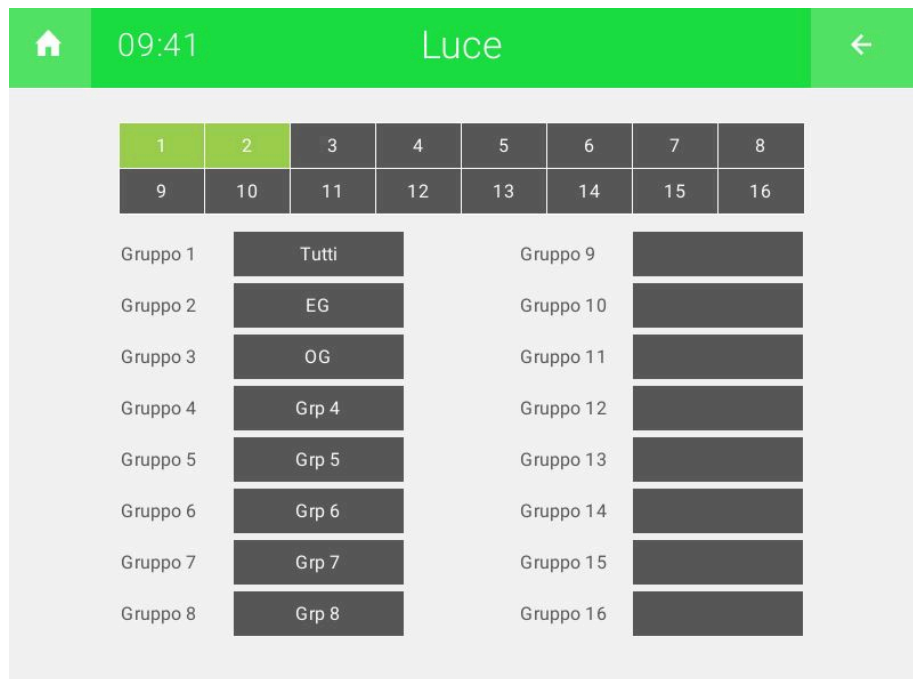 09:41 Luce
1 2 3 4 5 6 7 8
9 10 11 12 13 14 15 16
Gruppo 1 Tutti Gruppo 9
Gruppo 2 EG Gruppo 10
Gruppo 3 OG Gruppo 11
Gruppo 4 Grp 4 Gruppo 12
Gruppo 5 Grp 5 Gruppo 13
Gruppo 6 Grp 6 Gruppo 14
Gruppo 7 Grp 7 Gruppo 15
Gruppo 8 Grp 8 Gruppo 16